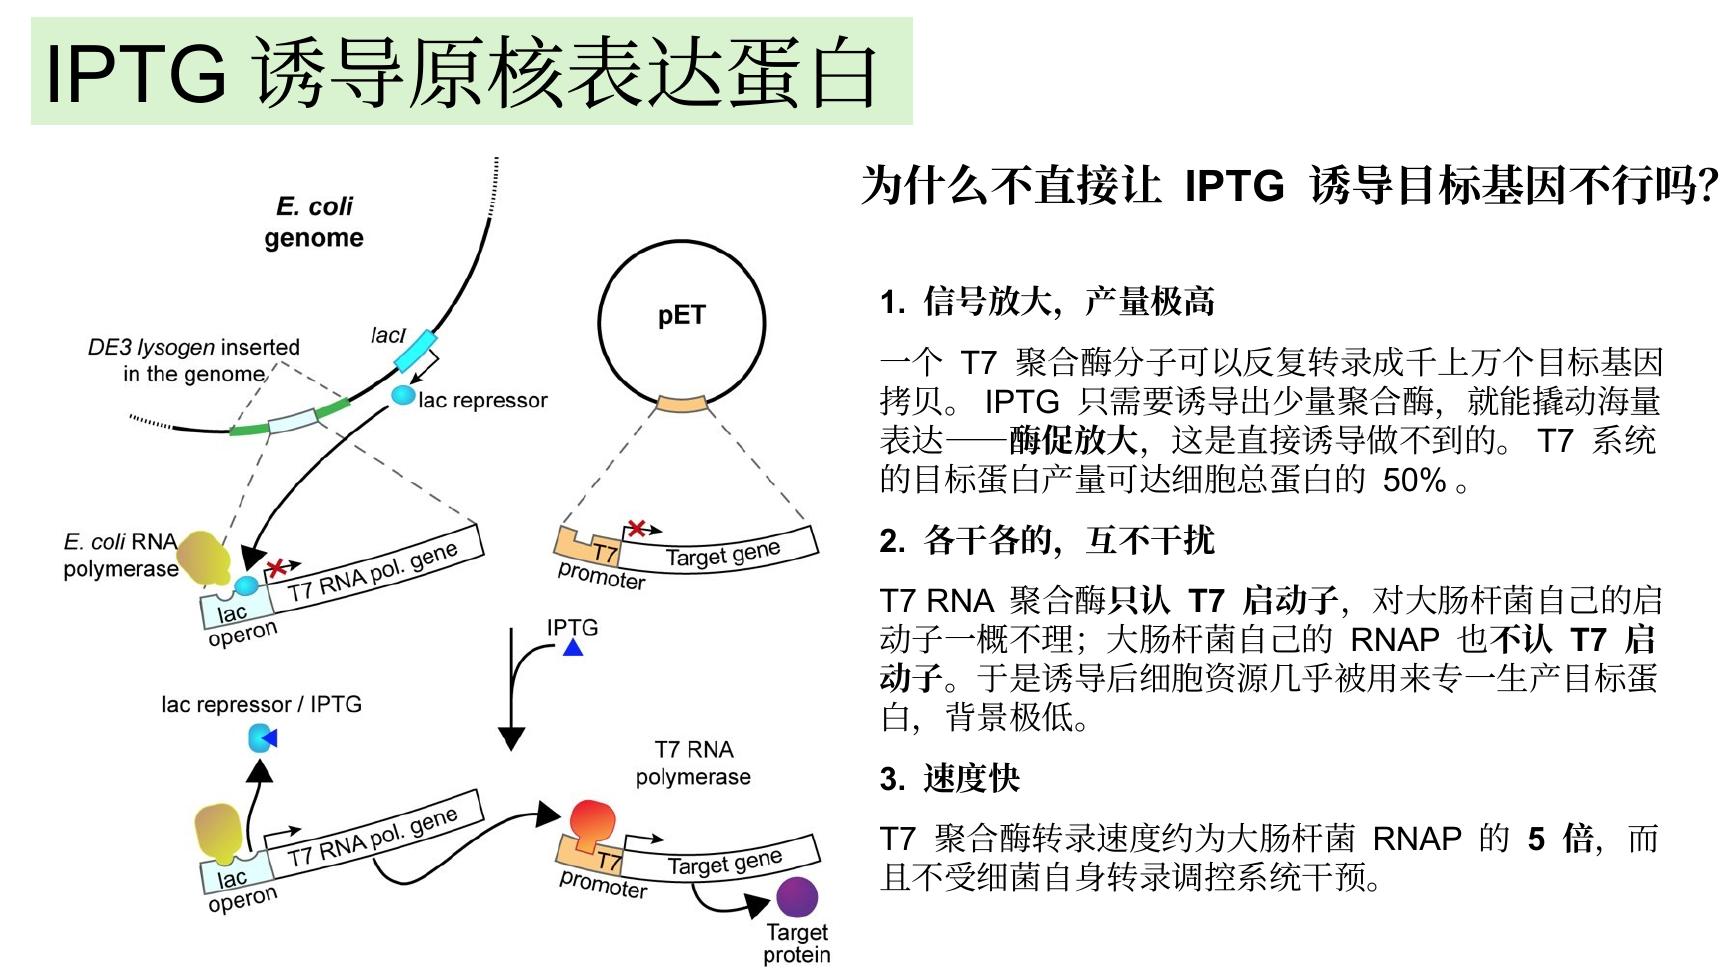 IPTG 诱导原核表达蛋白
E. coli
genome
DE3 lysogen inserted
in the genome
lacI
lac repressor
pET
E. coli RNA
polymerase
lac
operon
T7 RNA pol. gene
T7
promoter
Target gene
IPTG
lac repressor / IPTG
T7 RNA
polymerase
lac
operon
T7 RNA pol. gene
T7
promoter
Target gene
Target
protein
为什么不直接让 IPTG 诱导目标基因不行吗?
1. 信号放大，产量极高
一个 T7 聚合酶分子可以反复转录成千上万个目标基因
拷贝。 IPTG 只需要诱导出少量聚合酶，就能撬动海量
表达——酶促放大，这是直接诱导做不到的。 T7 系统
的目标蛋白产量可达细胞总蛋白的 50% 。
2. 各干各的，互不干扰
T7 RNA 聚合酶只认 T7 启动子，对大肠杆菌自己的启
动子一概不理；大肠杆菌自己的 RNAP 也不认 T7 启
动子。于是诱导后细胞资源几乎被用来专一生产目标蛋
白，背景极低。
3. 速度快
T7 聚合酶转录速度约为大肠杆菌 RNAP 的 5 倍，而
且不受细菌自身转录调控系统干预。